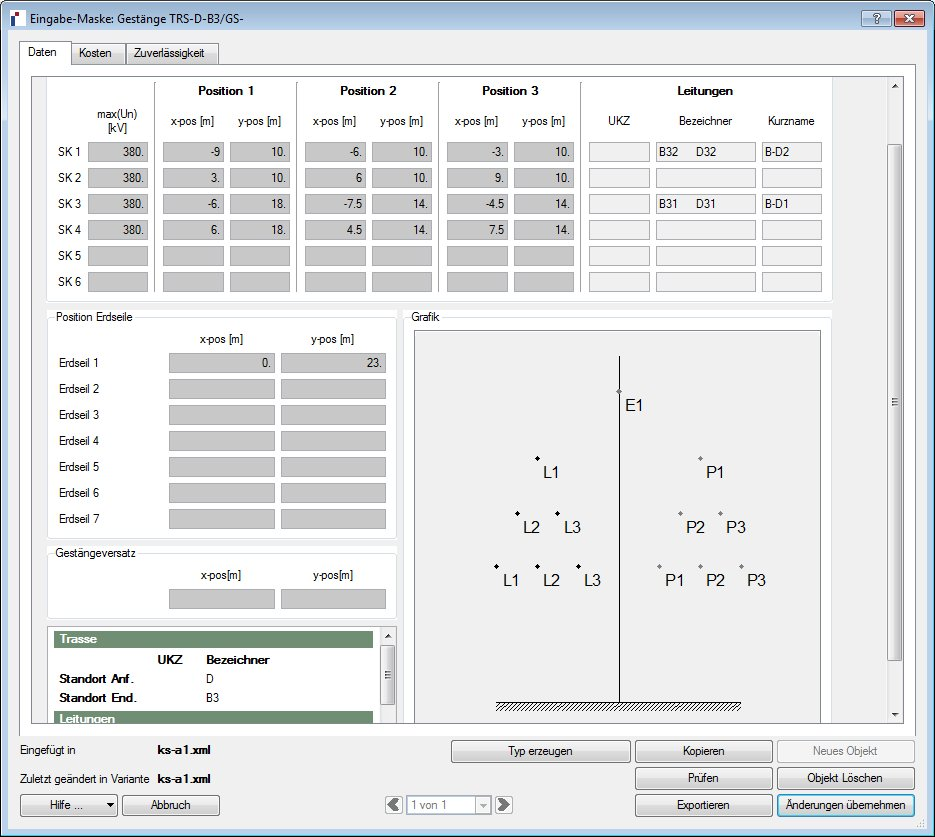 Eingabe-Maske: Gestänge TRS-D-B3/GS-
Daten Kosten Zuverlässigkeit
Position 1 Position 2 Position 3 Leitungen
max(Un) [kV] x-pos [m] y-pos [m] x-pos [m] y-pos [m] x-pos [m] y-pos [m] UKZ Bezeichner Kurzname
SK 1 380. -9 10. -6. 10. -3. 10. B32 D32 B-D2
SK 2 380. 3. 10. 6 10. 9. 10.
SK 3 380. -6. 18. -7.5 14. -4.5 14. B31 D31 B-D1
SK 4 380. 6. 18. 4.5 14. 7.5 14.
SK 5
SK 6
Position Erdseile
x-pos [m] y-pos [m]
Erdseil 1 0. 23.
Erdseil 2
Erdseil 3
Erdseil 4
Erdseil 5
Erdseil 6
Erdseil 7
Gestängeversatz
x-pos[m] y-pos[m]
Trasse
UKZ Bezeichner
Standort Anf. D
Standort End. B3
Leitungen
Grafik
E1
L1 P1
L2 L3 P2 P3
L1 L2 L3 P1 P2 P3
Eingefügt in ks-a1.xml
Zuletzt geändert in Variante ks-a1.xml
Typ erzeugen Kopieren Neues Objekt
Prüfen Objekt Löschen
Hilfe ... Abbruch 1 von 1 Exportieren Änderungen übernehmen